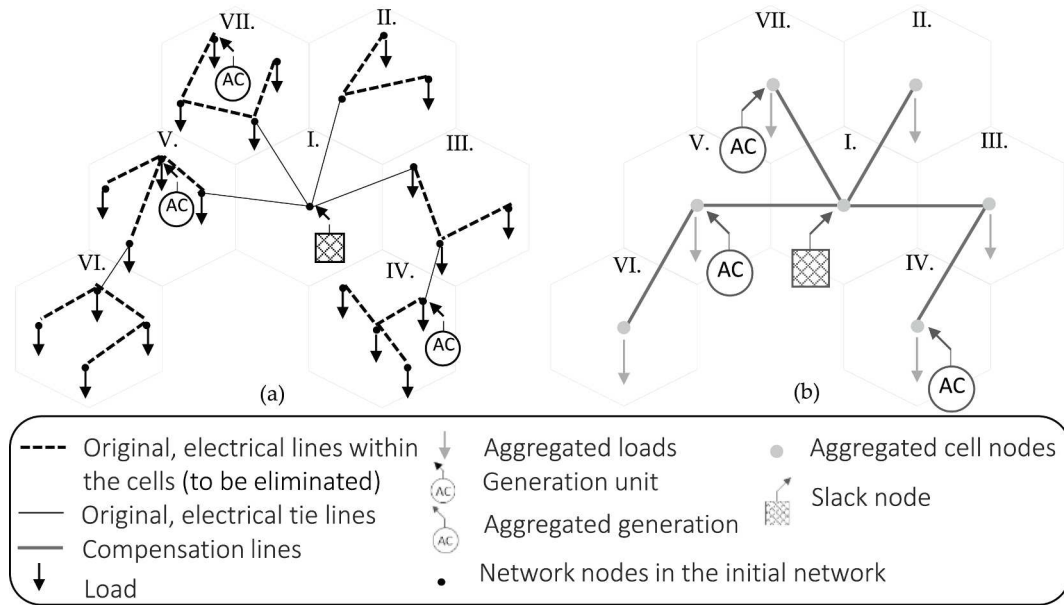 VII.
II.
AC
V.
I.
III.
AC
VI.
IV.
AC
(a)
VII.
II.
AC
V.
I.
III.
AC
VI.
IV.
AC
(b)
Original, electrical lines within
the cells (to be eliminated)
Original, electrical tie lines
Compensation lines
Load
Aggregated loads
AC
Generation unit
AC
Aggregated generation
Network nodes in the initial network
Aggregated cell nodes
Slack node